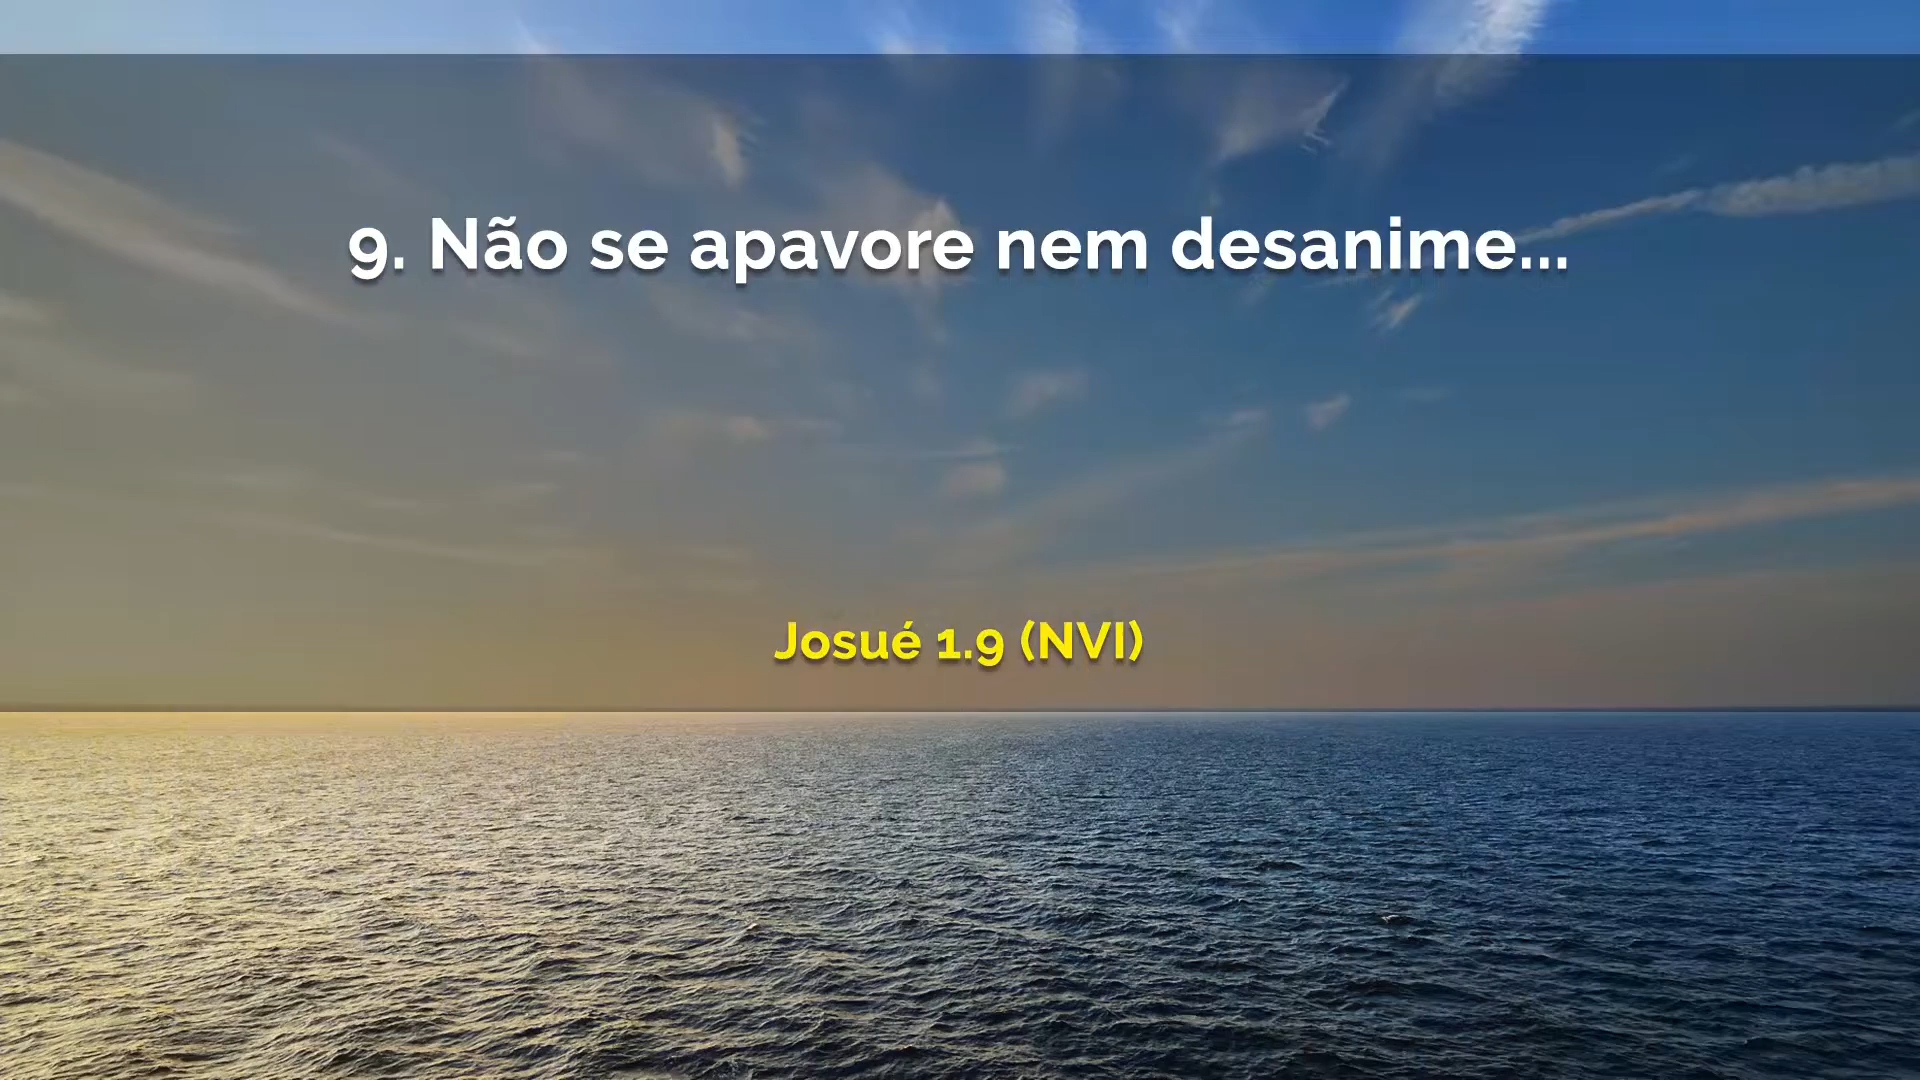 9. Não se apavore nem desanime...
Josué 1.9 (NVI)